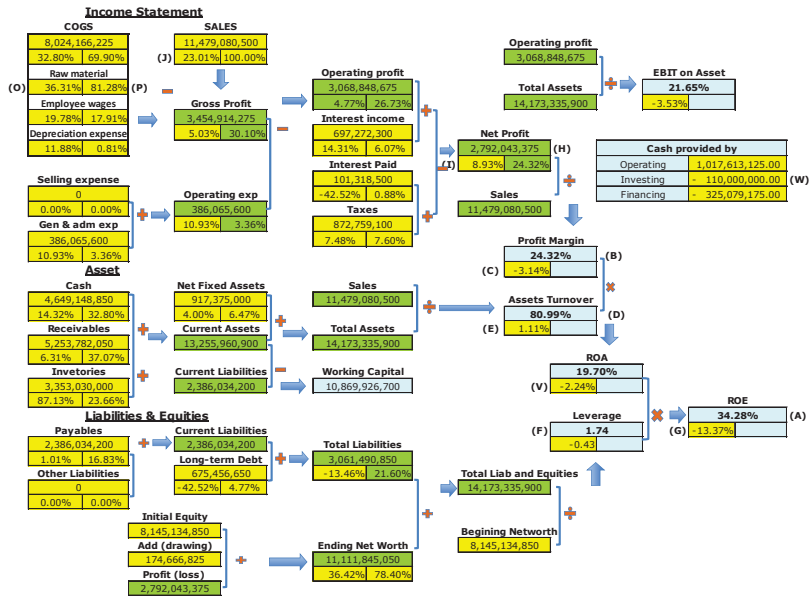 Income Statement
COGS
8,024,166,225
32.80% 69.90%
Raw material
(O) 36.31% 81.28% (P)
Employee wages
19.78% 17.91%
Depreciation expense
11.88% 0.81%
SALES
11,479,080,500
(J) 23.01% 100.00%
Gross Profit
3,454,914,275
5.03% 30.10%
Selling expense
0
0.00% 0.00%
Gen & adm exp
386,065,600
10.93% 3.36%
Operating exp
386,065,600
10.93% 3.36%
Operating profit
3,068,848,675
4.77% 26.73%
Interest income
697,272,300
14.31% 6.07%
Interest Paid
101,318,500
-42.52% 0.88%
Taxes
872,759,100
7.48% 7.60%
Net Profit
2,792,043,375 (H)
(I) 8.93% 24.32%
Sales
11,479,080,500
Operating profit
3,068,848,675
Total Assets
14,173,335,900
EBIT on Asset
21.65%
-3.53%
Cash provided by
Operating 1,017,613,125.00
Investing - 110,000,000.00 (W)
Financing - 325,079,175.00
Profit Margin
24.32% (B)
(C) -3.14%
Assets Turnover
80.99% (D)
(E) 1.11%
Asset
Cash
4,649,148,850
14.32% 32.80%
Receivables
5,253,782,050
6.31% 37.07%
Invetories
3,353,030,000
87.13% 23.66%
Net Fixed Assets
917,375,000
4.00% 6.47%
Current Assets
13,255,960,900
Current Liabilities
2,386,034,200
Sales
11,479,080,500
Total Assets
14,173,335,900
Working Capital
10,869,926,700
ROA
19.70%
(V) -2.24%
Leverage
(F) 1.74
-0.43
ROE
34.28% (A)
(G) -13.37%
Liabilities & Equities
Payables
2,386,034,200
1.01% 16.83%
Other Liabilities
0
0.00% 0.00%
Current Liabilities
2,386,034,200
Long-term Debt
675,456,650
-42.52% 4.77%
Total Liabilities
3,061,490,850
-13.46% 21.60%
Total Liab and Equities
14,173,335,900
Begining Networth
8,145,134,850
Initial Equity
8,145,134,850
Add (drawing)
174,666,825
Profit (loss)
2,792,043,375
Ending Net Worth
11,111,845,050
36.42% 78.40%